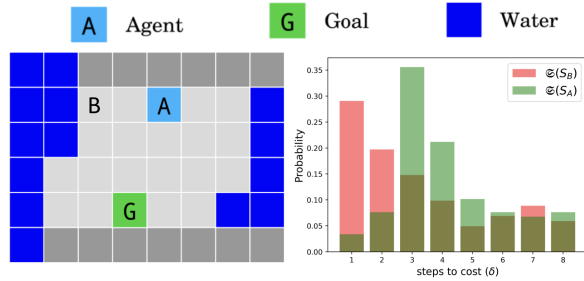 A Agent G Goal Water
B A
G
𝔖(S_B)
𝔖(S_A)
Probability
0.35
0.30
0.25
0.20
0.15
0.10
0.05
0.00
1 2 3 4 5 6 7 8
steps to cost (δ)